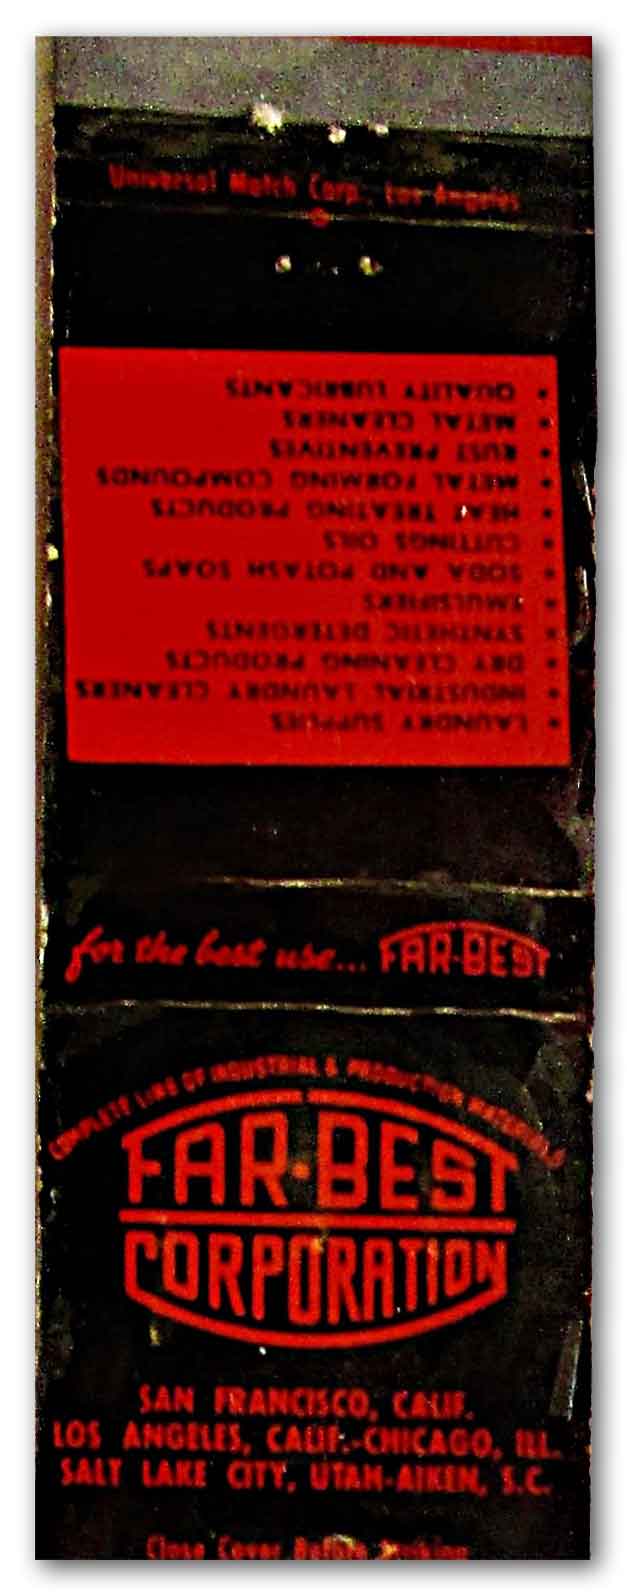 Universal Match Corp., Los Angeles
• LAUNDRY SUPPLIES
• INDUSTRIAL LAUNDRY CLEANERS
• DRY CLEANING PRODUCTS
• SYNTHETIC DETERGENTS
• EMULSIFIERS
• SODA AND POTASH SOAPS
• CUTTINGS OILS
• HEAT TREATING PRODUCTS
• METAL FORMING COMPOUNDS
• RUST PREVENTIVES
• METAL CLEANERS
• QUALITY LUBRICANTS
for the best use... FAR-BEST
COMPLETE LINE OF INDUSTRIAL & PRODUCTION MATERIALS
FAR·BEST
CORPORATION
SAN FRANCISCO, CALIF.
LOS ANGELES, CALIF.-CHICAGO, ILL.
SALT LAKE CITY, UTAH-AIKEN, S.C.
Close Cover Before Striking